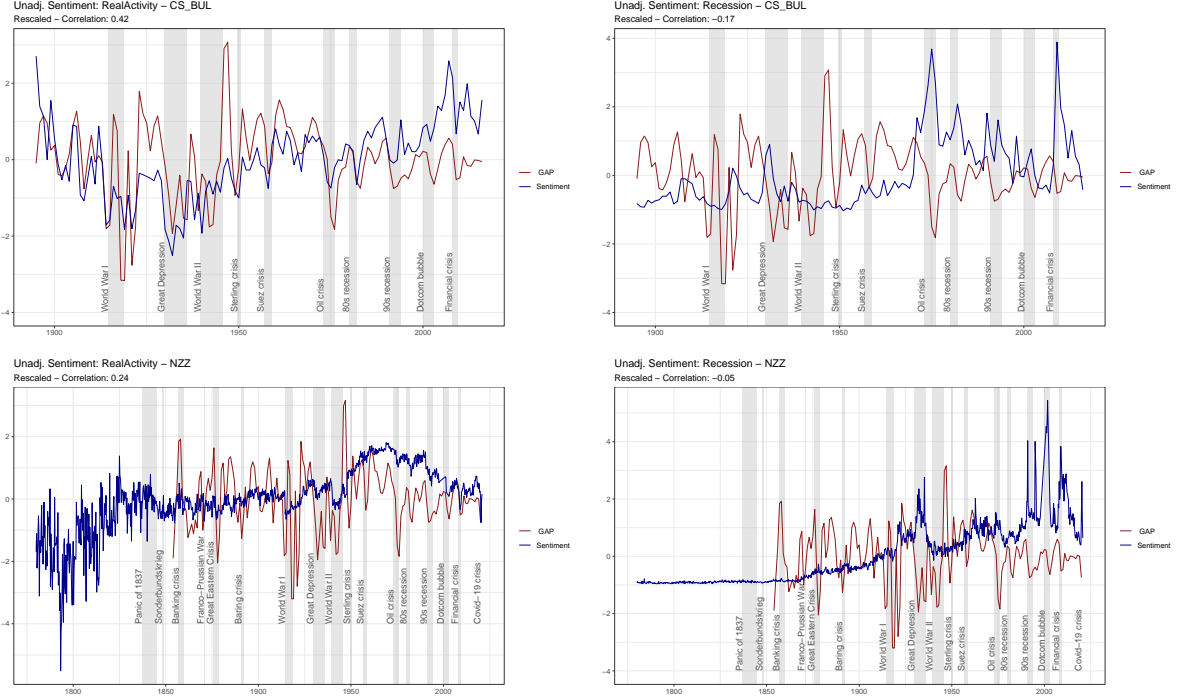 Unadj. Sentiment: RealActivity – CS_BUL
Rescaled – Correlation: 0.42
2
0
−2
−4
World War I
Great Depression
World War II
Sterling crisis
Suez crisis
Oil crisis
80s recession
90s recession
Dotcom bubble
Financial crisis
1900
1950
2000
GAP
Sentiment
Unadj. Sentiment: Recession – CS_BUL
Rescaled – Correlation: −0.17
4
2
0
−2
−4
World War I
Great Depression
World War II
Sterling crisis
Suez crisis
Oil crisis
80s recession
90s recession
Dotcom bubble
Financial crisis
1900
1950
2000
GAP
Sentiment
Unadj. Sentiment: RealActivity – NZZ
Rescaled – Correlation: 0.24
2
0
−2
−4
Panic of 1837
Sonderbundskrieg
Banking crisis
Franco−Prussian War
Great Eastern Crisis
Baring crisis
World War I
Great Depression
World War II
Sterling crisis
Suez crisis
Oil crisis
80s recession
90s recession
Dotcom bubble
Financial crisis
Covid−19 crisis
1800
1850
1900
1950
2000
GAP
Sentiment
Unadj. Sentiment: Recession – NZZ
Rescaled – Correlation: −0.05
4
2
0
−2
−4
Panic of 1837
Sonderbundskrieg
Banking crisis
Franco−Prussian War
Great Eastern Crisis
Baring crisis
World War I
Great Depression
World War II
Sterling crisis
Suez crisis
Oil crisis
80s recession
90s recession
Dotcom bubble
Financial crisis
Covid−19 crisis
1800
1850
1900
1950
2000
GAP
Sentiment